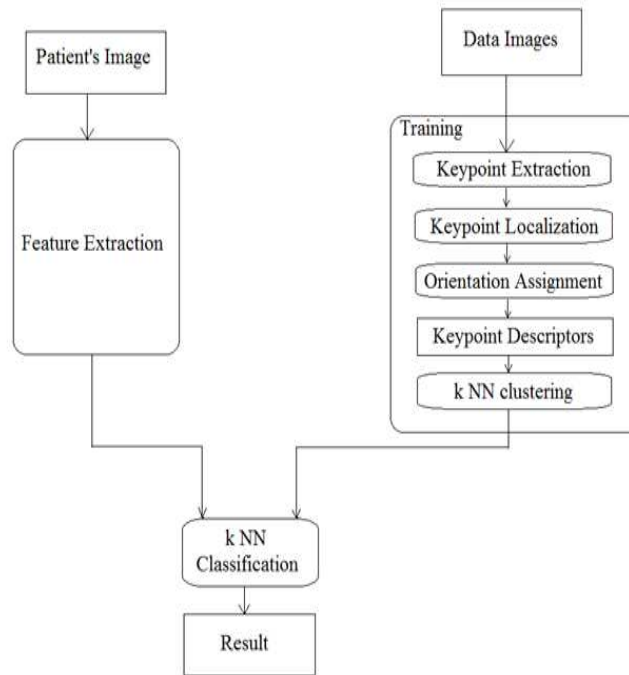 Patient's Image
Data Images
Training
Keypoint Extraction
Keypoint Localization
Feature Extraction
Orientation Assignment
Keypoint Descriptors
k NN clustering
k NN
Classification
Result